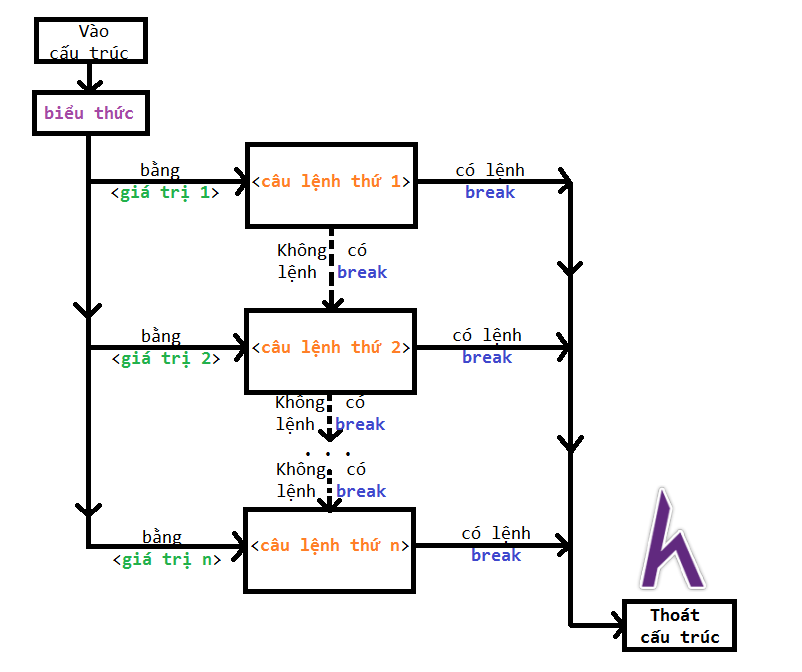 Vào
cấu trúc
biểu thức
bằng
<giá trị 1>
<câu lệnh thứ 1>
có lệnh
break
Không có
lệnh break
bằng
<giá trị 2>
<câu lệnh thứ 2>
có lệnh
break
Không có
lệnh break
. . .
Không có
lệnh break
bằng
<giá trị n>
<câu lệnh thứ n>
có lệnh
break
Thoát
cấu trúc